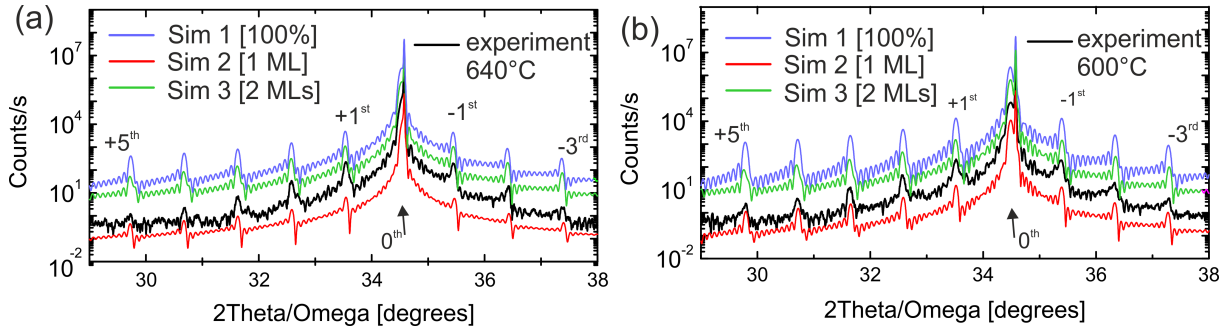 (a)
Sim 1 [100%]
Sim 2 [1 ML]
Sim 3 [2 MLs]
experiment
640°C
+5th
+1st
-1st
-3rd
0th
10^7
10^4
10^1
10^-2
Counts/s
30 32 34 36 38
2Theta/Omega [degrees]
(b)
Sim 1 [100%]
Sim 2 [1 ML]
Sim 3 [2 MLs]
experiment
600°C
+5th
+1st
-1st
-3rd
0th
10^7
10^4
10^1
10^-2
Counts/s
30 32 34 36 38
2Theta/Omega [degrees]